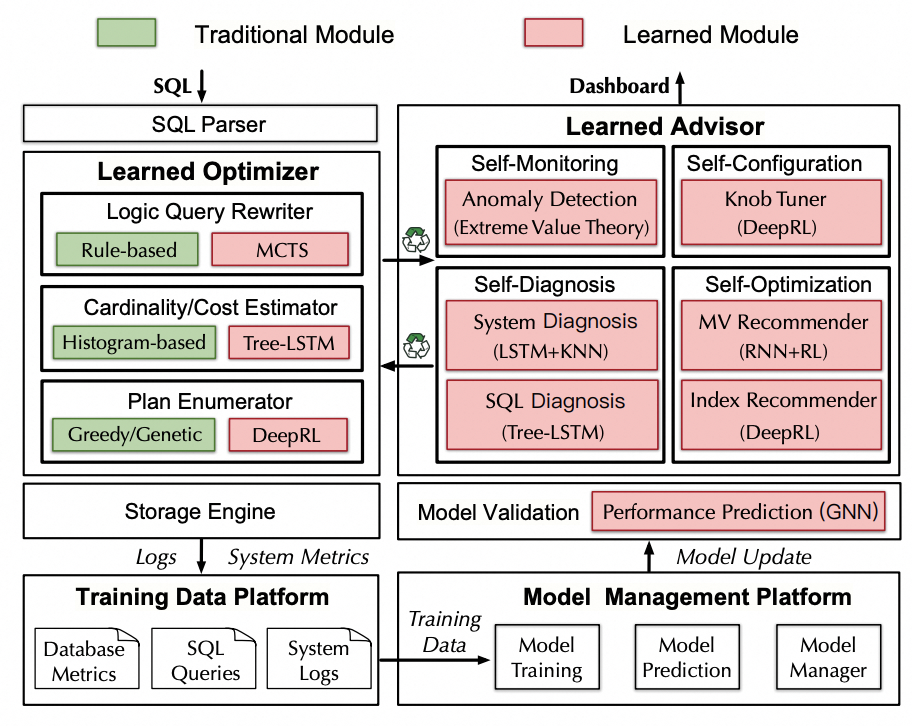 Traditional Module
Learned Module
SQL
SQL Parser
Learned Optimizer
Logic Query Rewriter
Rule-based
MCTS
Cardinality/Cost Estimator
Histogram-based
Tree-LSTM
Plan Enumerator
Greedy/Genetic
DeepRL
Dashboard
Learned Advisor
Self-Monitoring
Anomaly Detection
(Extreme Value Theory)
Self-Configuration
Knob Tuner
(DeepRL)
Self-Diagnosis
System Diagnosis
(LSTM+KNN)
SQL Diagnosis
(Tree-LSTM)
Self-Optimization
MV Recommender
(RNN+RL)
Index Recommender
(DeepRL)
Storage Engine
Model Validation
Performance Prediction (GNN)
Logs
System Metrics
Model Update
Training Data Platform
Database
Metrics
SQL
Queries
System
Logs
Training
Data
Model Management Platform
Model
Training
Model
Prediction
Model
Manager